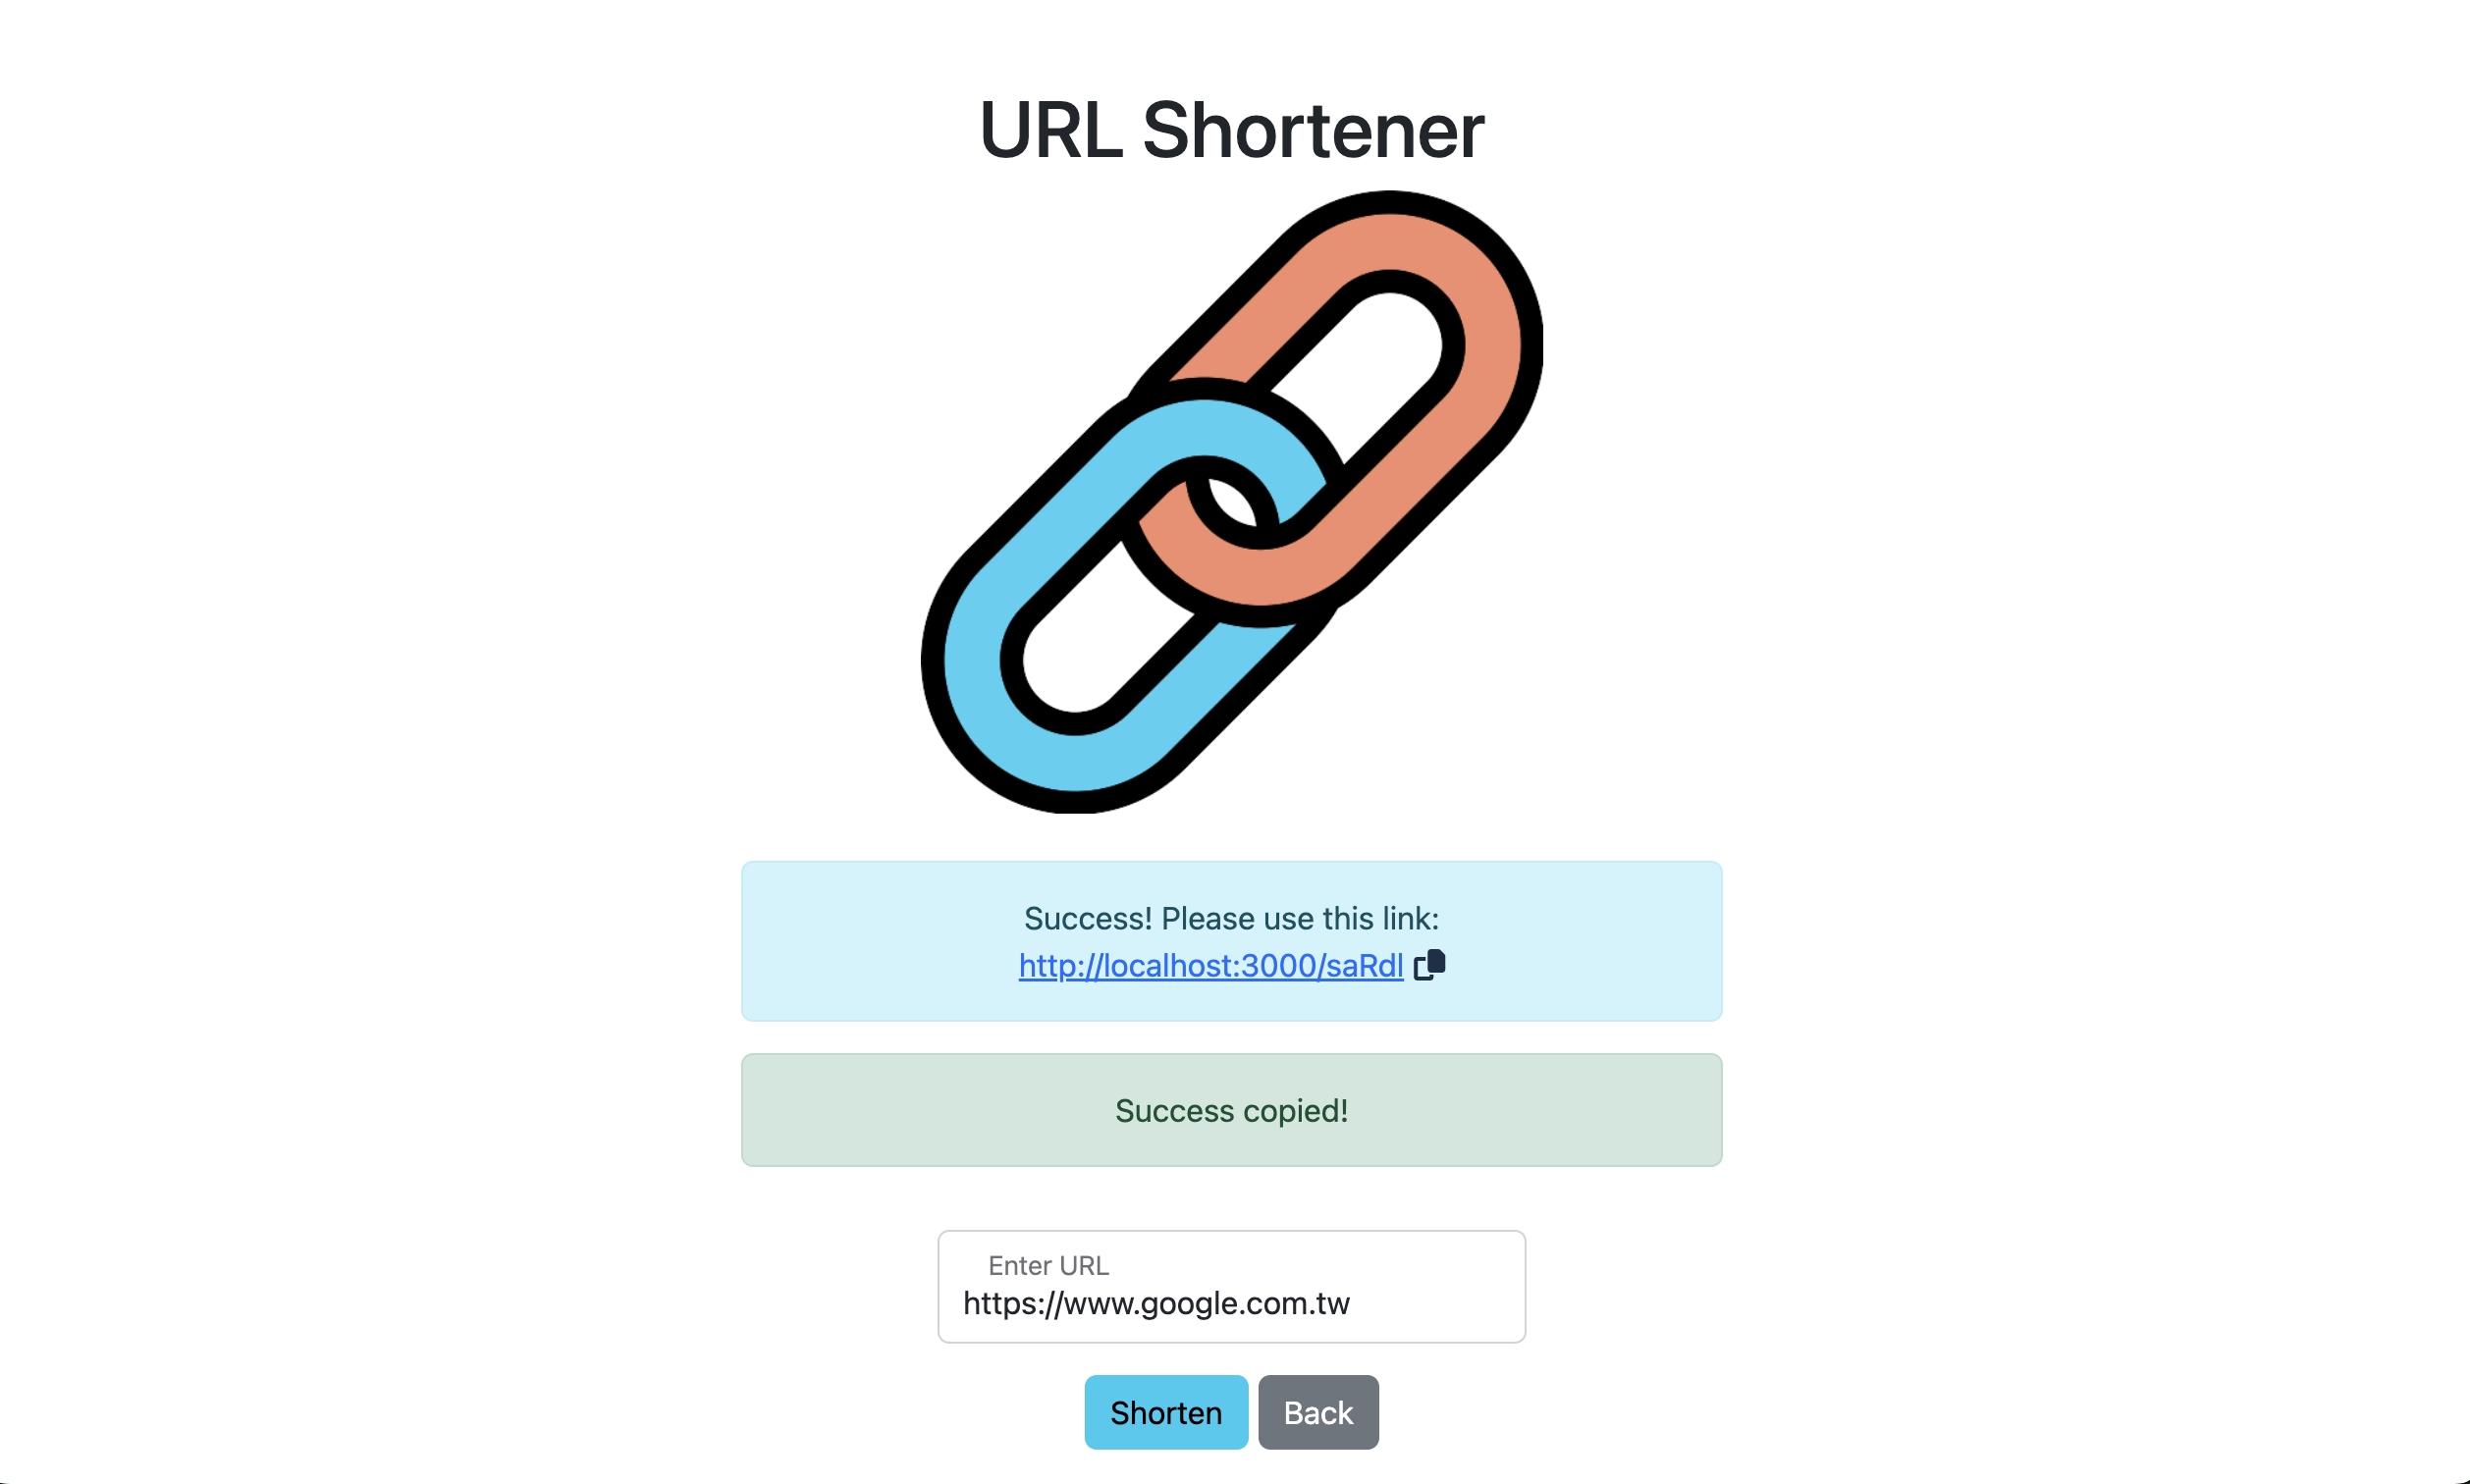 URL Shortener
Success! Please use this link:
http://localhost:3000/saRdl
Success copied!
Enter URL
https://www.google.com.tw
Shorten
Back